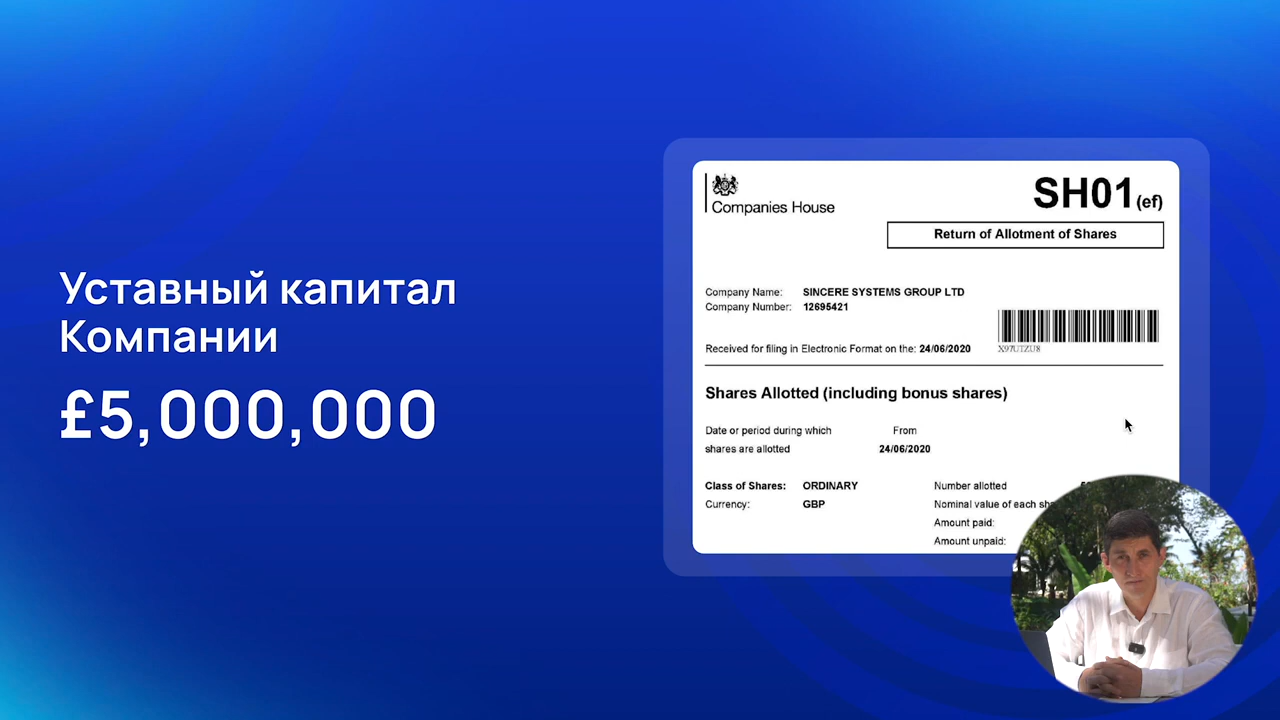 Уставный капитал
Компании
£5,000,000
Companies House
SH01(ef)
Return of Allotment of Shares
Company Name: SINCERE SYSTEMS GROUP LTD
Company Number: 12695421
Received for filing in Electronic Format on the: 24/06/2020
X97UTZU8
Shares Allotted (including bonus shares)
Date or period during which From
shares are allotted 24/06/2020
Class of Shares: ORDINARY Number allotted
Currency: GBP Nominal value of each
Amount paid:
Amount unpaid: